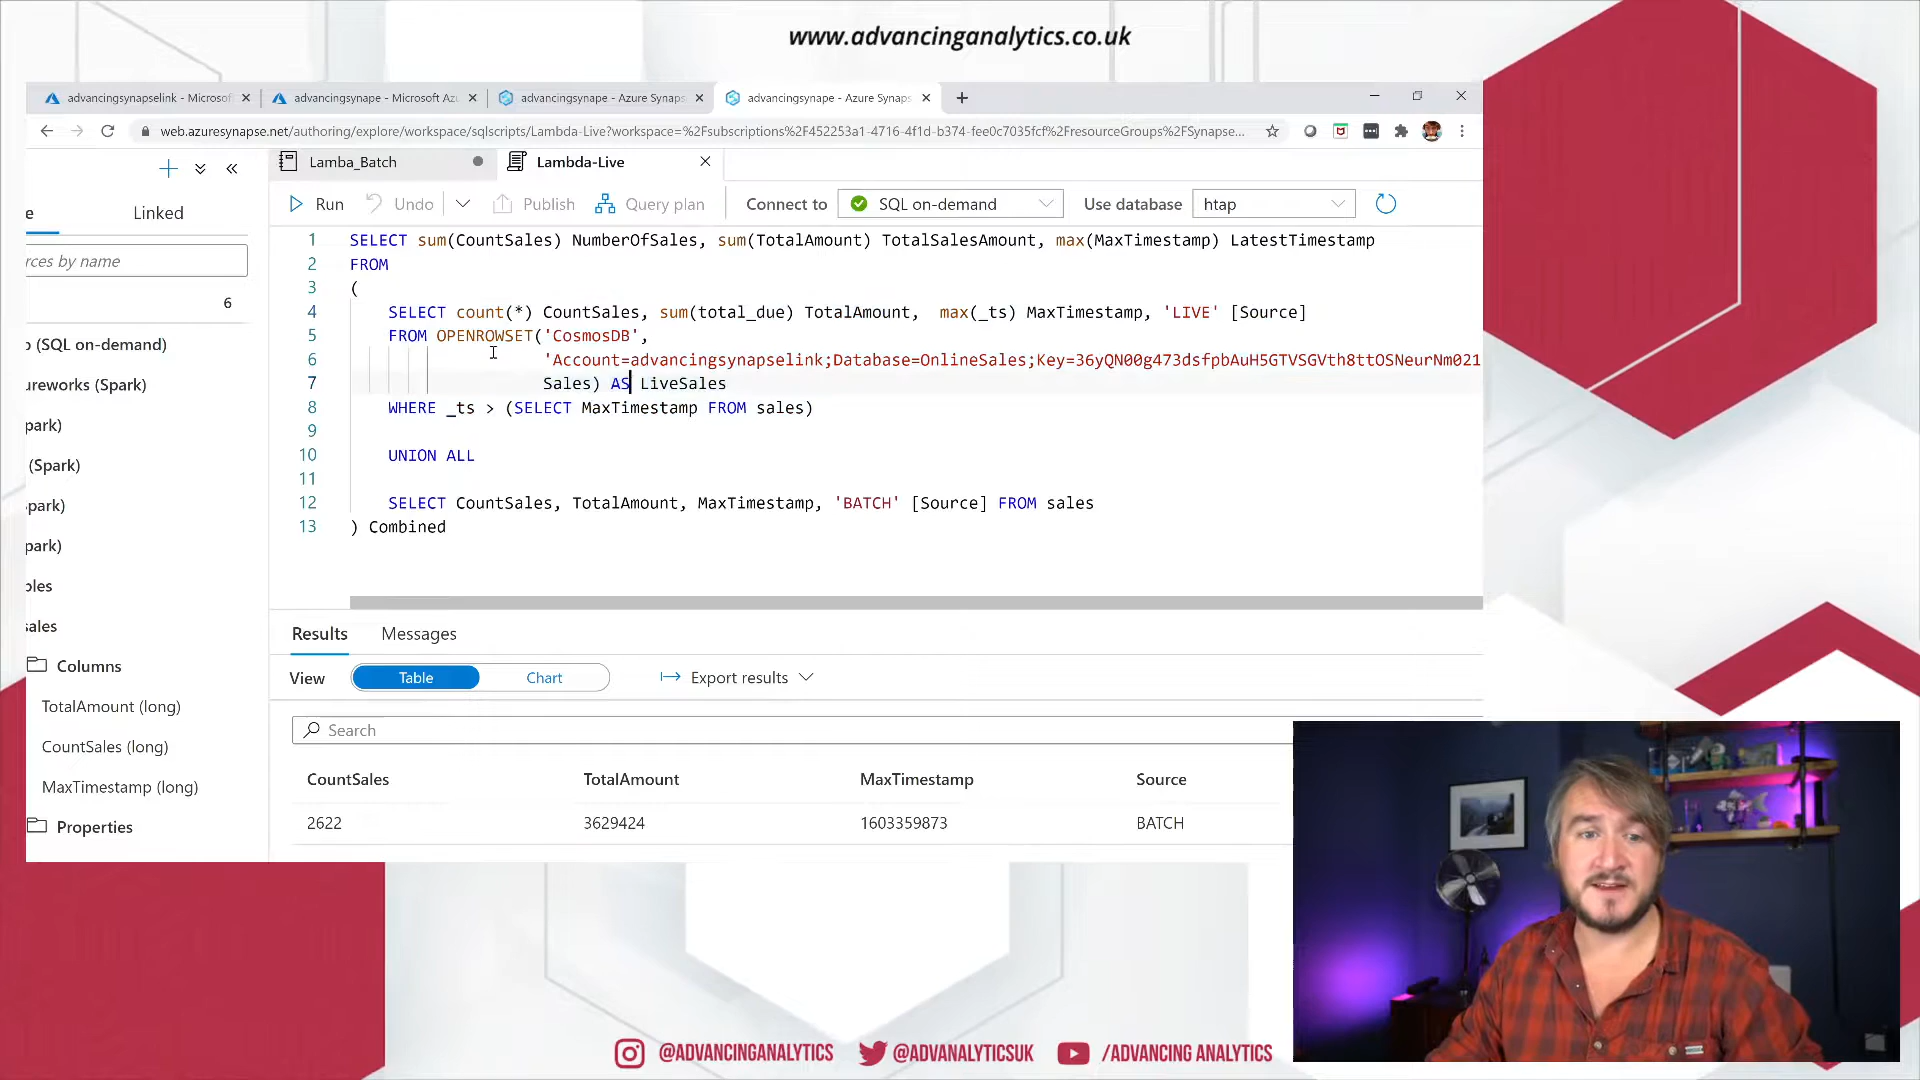 www.advancinganalytics.co.uk
advancingsynapselink - Microsoft
advancingsynape - Microsoft Az
advancingsynape - Azure Synaps
advancingsynape - Azure Synaps
web.azuresynapse.net/authoring/explore/workspace/sqlscripts/Lambda-Live?workspace=%2Fsubscriptions%2F452253a1-4716-4f1d-b374-fee0c7035fcf%2FresourceGroups%2FSynapse...
Lamba_Batch
Lambda-Live
Linked
Run
Undo
Publish
Query plan
Connect to
SQL on-demand
Use database
htap
rces by name
6
(SQL on-demand)
ureworks (Spark)
park)
(Spark)
park)
park)
ples
sales
Columns
TotalAmount (long)
CountSales (long)
MaxTimestamp (long)
Properties
1 SELECT sum(CountSales) NumberOfSales, sum(TotalAmount) TotalSalesAmount, max(MaxTimestamp) LatestTimestamp
2 FROM
3 (
4 SELECT count(*) CountSales, sum(total_due) TotalAmount, max(_ts) MaxTimestamp, 'LIVE' [Source]
5 FROM OPENROWSET('CosmosDB',
6 'Account=advancingsynapselink;Database=OnlineSales;Key=36yQN00g473dsfpbAuH5GTVSGVth8ttOSNeurNm021
7 Sales) AS LiveSales
8 WHERE _ts > (SELECT MaxTimestamp FROM sales)
9
10 UNION ALL
11
12 SELECT CountSales, TotalAmount, MaxTimestamp, 'BATCH' [Source] FROM sales
13 ) Combined
Results
Messages
View
Table
Chart
Export results
Search
CountSales TotalAmount MaxTimestamp Source
2622 3629424 1603359873 BATCH
@ADVANCINGANALYTICS
@ADVANALYTICSUK
/ADVANCING ANALYTICS